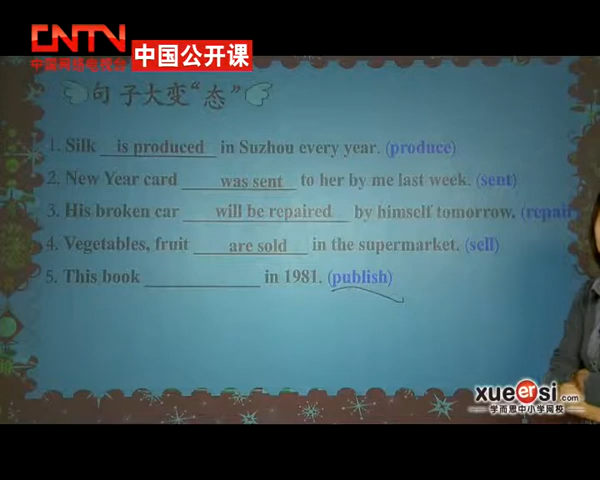 CNTV
中国网络电视台
中国公开课
句子大变“态”
1. Silk is produced in Suzhou every year. (produce)
2. New Year card was sent to her by me last week. (sent)
3. His broken car will be repaired by himself tomorrow. (repair
4. Vegetables, fruit are sold in the supermarket. (sell)
5. This book ____________ in 1981. (publish)
xueersi.com
学而思中小学网校